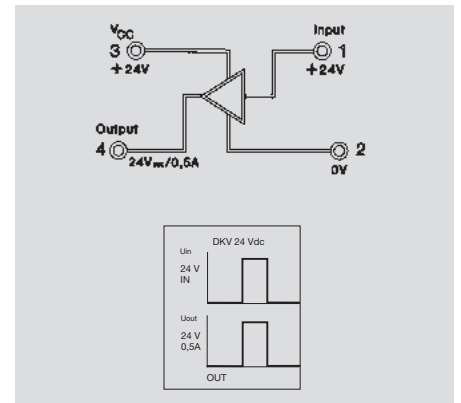 Vcc Input
3 1
+24V +24V
Output
4 2
24V⎓/0,5A 0V
DKV 24 Vdc
Uin
24 V
IN
Uout
24 V
0,5A
OUT